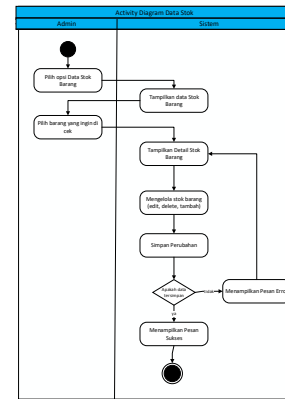 Activity Diagram Data Stok
Admin
Sistem
Pilih opsi Data Stok
Barang
Tampilkan data Stok
Barang
Pilih barang yang ingin di
cek
Tampilkan Detail Stok
Barang
Mengelola stok barang
(edit, delete, tambah)
Simpan Perubahan
Apakah data
tersimpan
tidak
Menampilkan Pesan Erro
ya
Menampilkan Pesan
Sukses